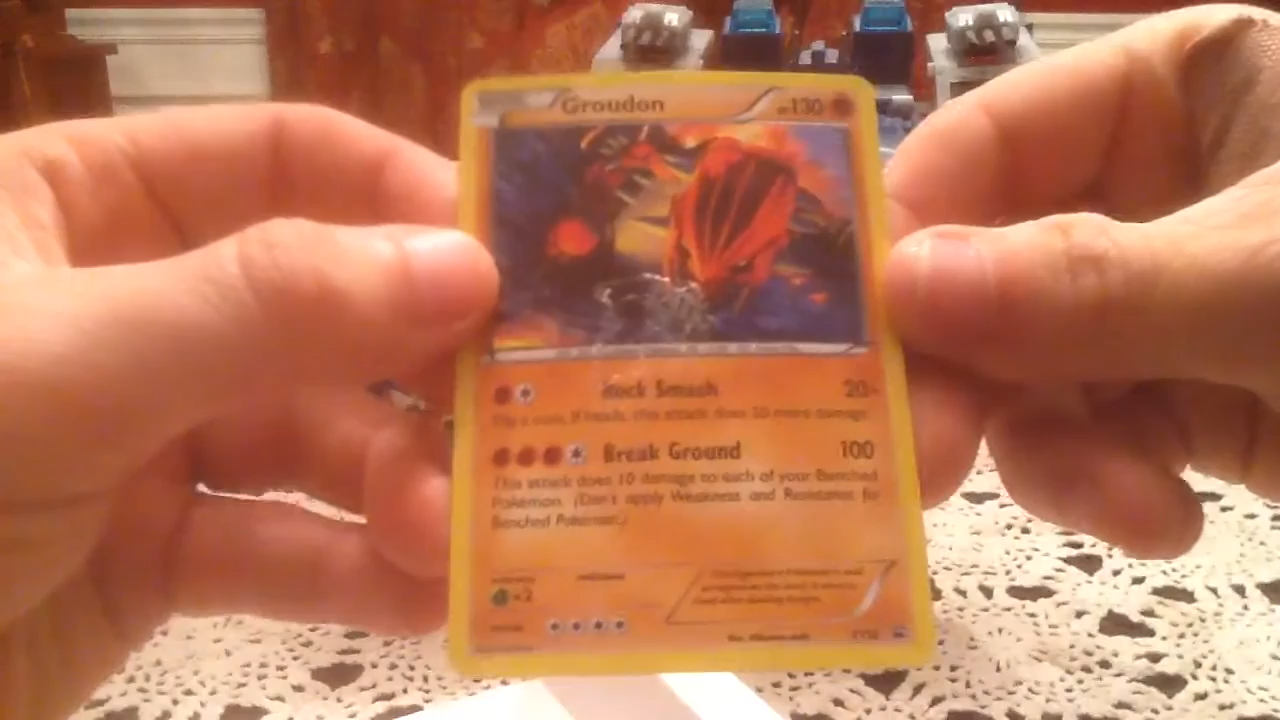 Groudon HP130
Rock Smash 20+
Flip a coin. If heads, this attack does 20 more damage.
Break Ground 100
This attack does 10 damage to each of your Benched
Pokémon. (Don't apply Weakness and Resistance for
Benched Pokémon.)
×2